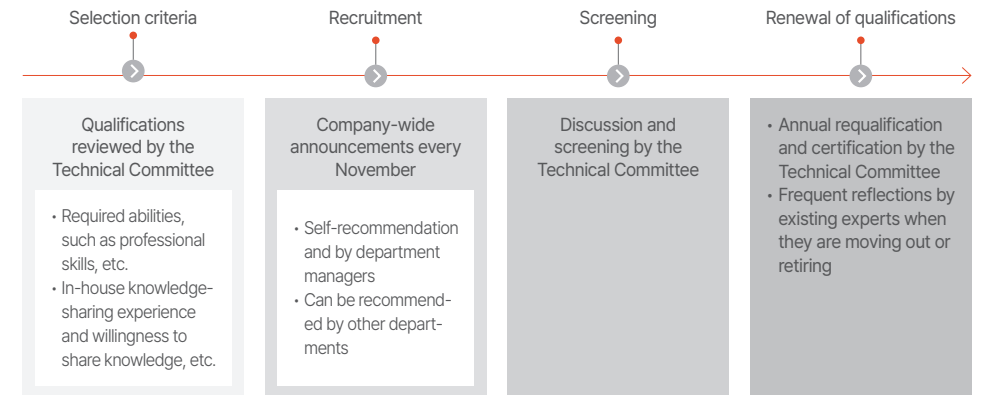 Selection criteria
Qualifications
reviewed by the
Technical Committee
• Required abilities,
such as professional
skills, etc.
• In-house knowledge-
sharing experience
and willingness to
share knowledge, etc.
Recruitment
Company-wide
announcements every
November
• Self-recommendation
and by department
managers
• Can be recommend-
ed by other depart-
ments
Screening
Discussion and
screening by the
Technical Committee
Renewal of qualifications
• Annual requalification
and certification by the
Technical Committee
• Frequent reflections by
existing experts when
they are moving out or
retiring